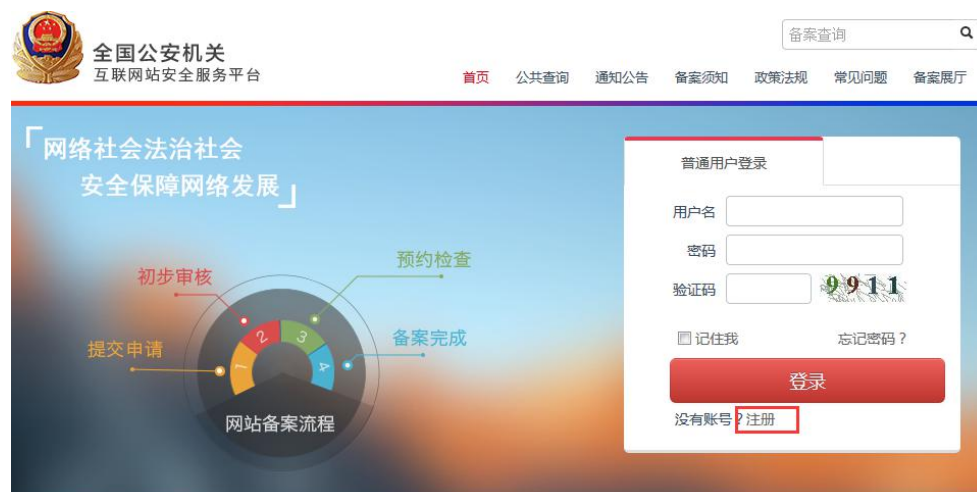 备案查询
全国公安机关
互联网站安全服务平台
首页 公共查询 通知公告 备案须知 政策法规 常见问题 备案展厅
「网络社会法治社会
安全保障网络发展」
普通用户登录
用户名
密码
验证码 9911
记住我 忘记密码？
登录
没有账号？注册
预约检查
初步审核
备案完成
提交申请
1 2 3 4
网站备案流程